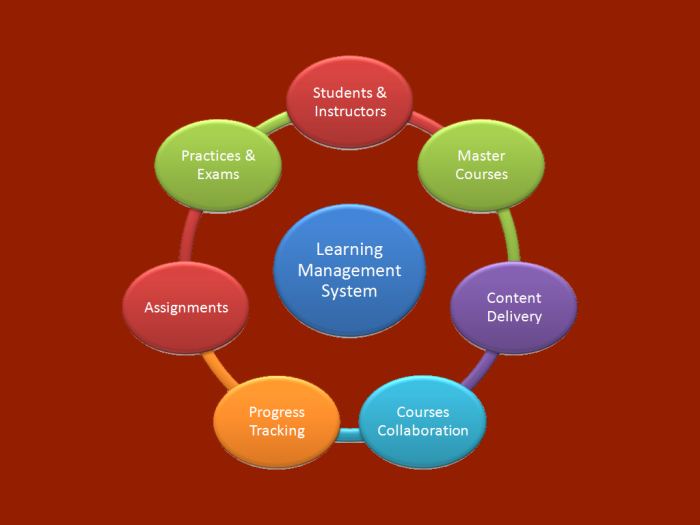 Students &
Instructors
Master
Courses
Content
Delivery
Courses
Collaboration
Progress
Tracking
Assignments
Practices &
Exams
Learning
Management
System